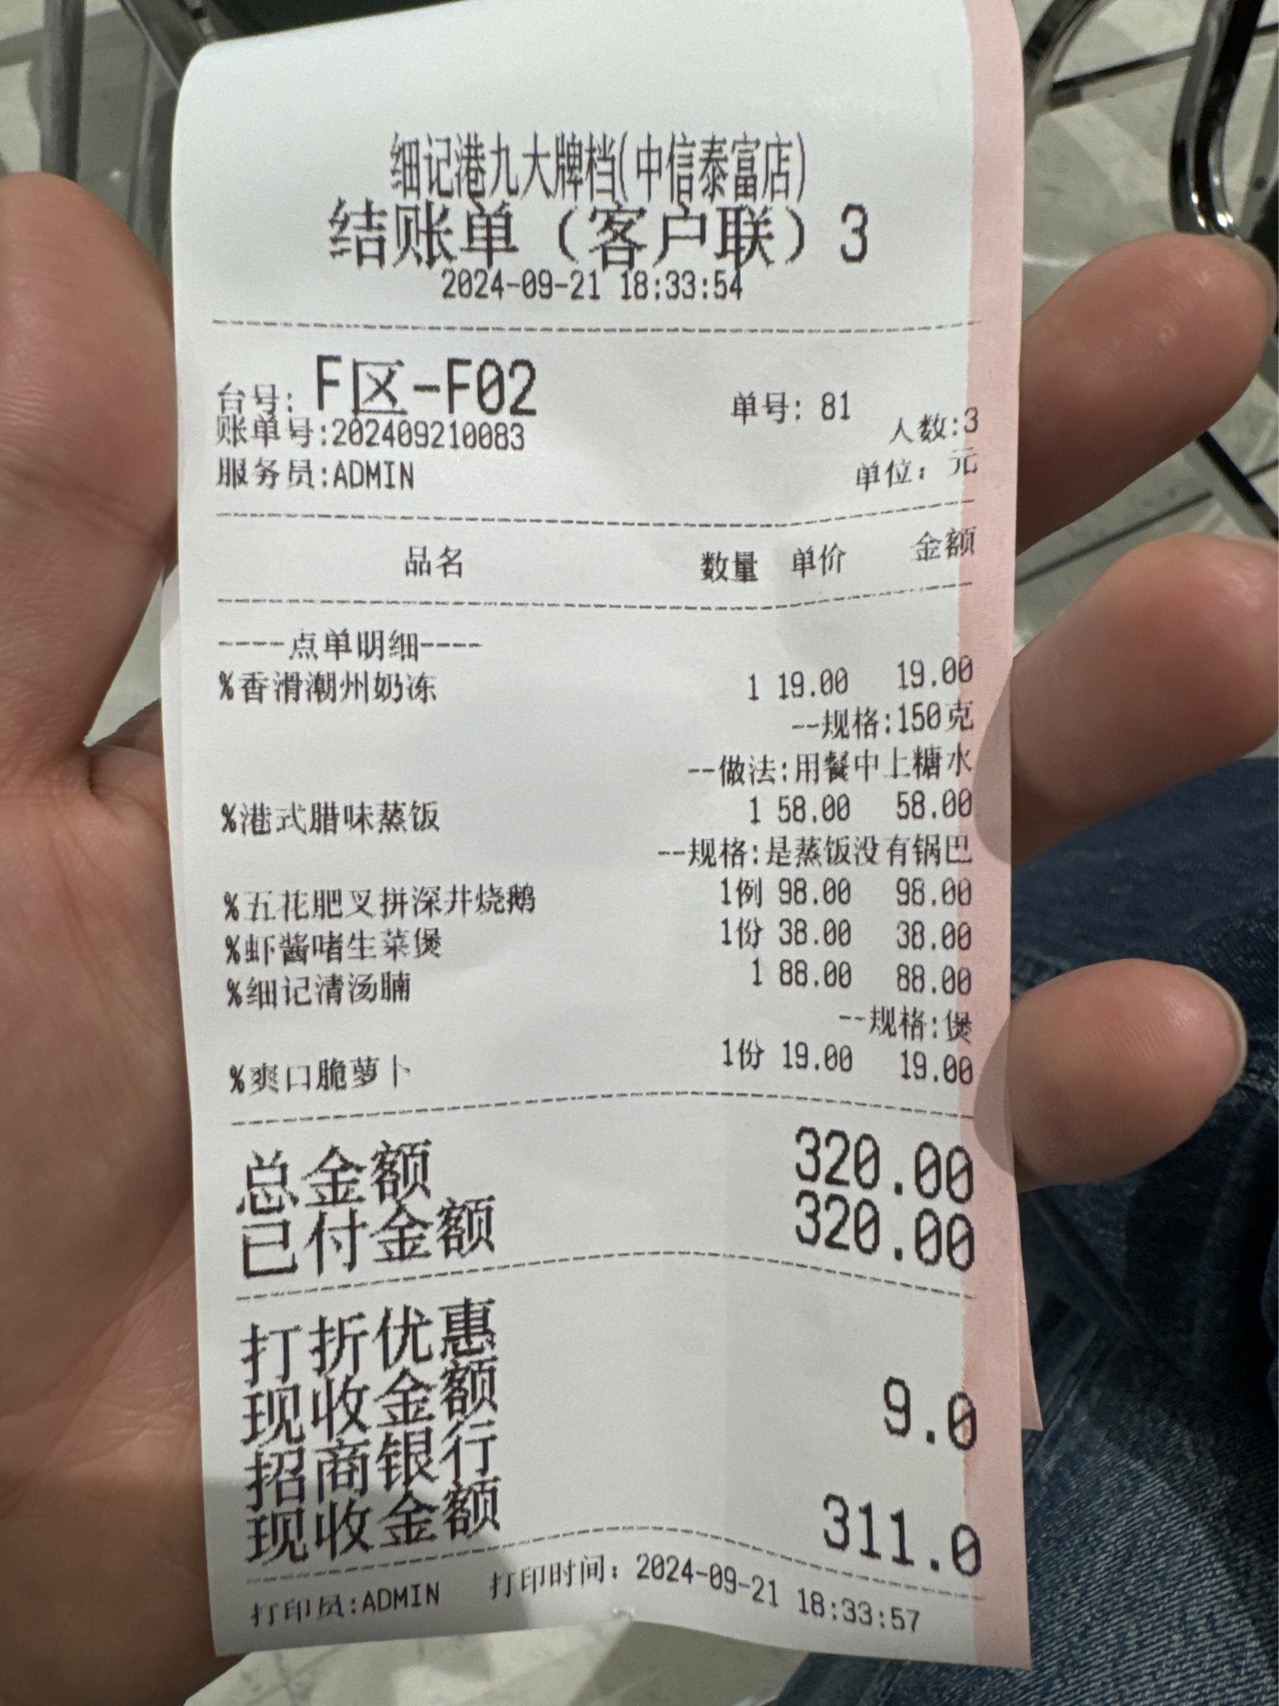 细记港九大牌档(中信泰富店)
结账单（客户联）3
2024-09-21 18:33:54
台号: F区-F02 单号: 81
账单号:202409210083 人数:3
服务员:ADMIN 单位: 元
品名 数量 单价 金额
----点单明细----
%香滑潮州奶冻 1 19.00 19.00
--规格:150克
--做法:用餐中上糖水
%港式腊味蒸饭 1 58.00 58.00
--规格:是蒸饭没有锅巴
%五花肥叉拼深井烧鹅 1例 98.00 98.00
%虾酱啫生菜煲 1份 38.00 38.00
%细记清汤腩 1 88.00 88.00
--规格:煲
%爽口脆萝卜 1份 19.00 19.00
总金额 320.00
已付金额 320.00
打折优惠
现收金额 9.0
招商银行
现收金额 311.0
打印员:ADMIN 打印时间: 2024-09-21 18:33:57